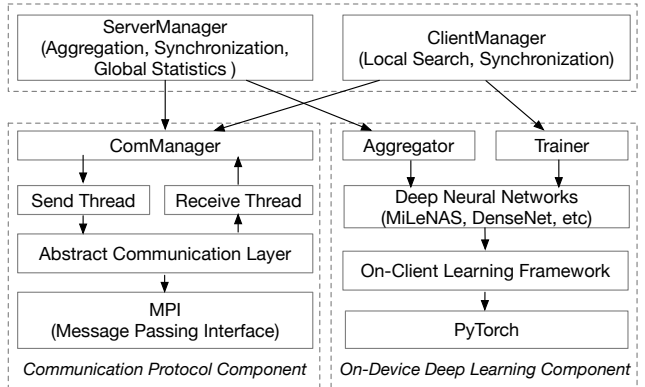 ServerManager
(Aggregation, Synchronization,
Global Statistics )
ClientManager
(Local Search, Synchronization)
ComManager
Send Thread
Receive Thread
Abstract Communication Layer
MPI
(Message Passing Interface)
Communication Protocol Component
Aggregator
Trainer
Deep Neural Networks
(MiLeNAS, DenseNet, etc)
On-Client Learning Framework
PyTorch
On-Device Deep Learning Component